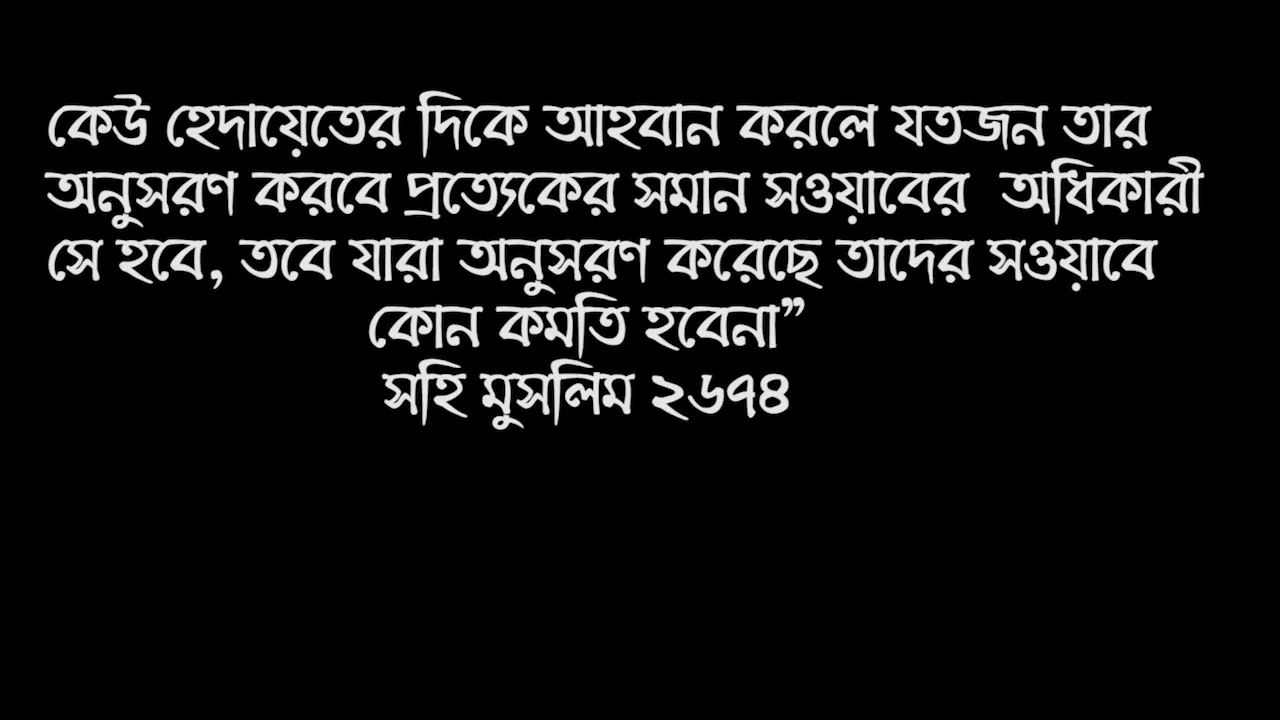 কেউ হেদায়েতের দিকে আহবান করলে যতজন তার
অনুসরণ করবে প্রত্যেকের সমান সওয়াবের অধিকারী
সে হবে, তবে যারা অনুসরণ করেছে তাদের সওয়াবে
কোন কমতি হবেনা”
সহি মুসলিম ২৬৭৪